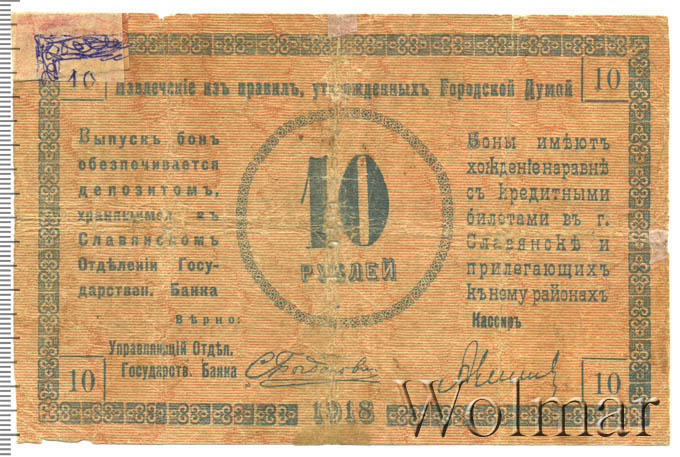 10
10
Извлеченіе изъ правилъ, утвержденныхъ Городской Думой
Выпускъ бонъ
обезпечивается
депозитомъ,
хранящимся въ
Славянскомъ
Отдѣленіи Госу-
дарствен. Банка
Вѣрно:
Управляющій Отдѣл.
Государств. Банка
10
РУБЛЕЙ
Боны имѣютъ
хожденіе наравнѣ
съ кредитными
билетами въ г.
Славянскѣ и
прилегающихъ
къ нему районахъ
Кассиръ
10
1918
10
Wolmar